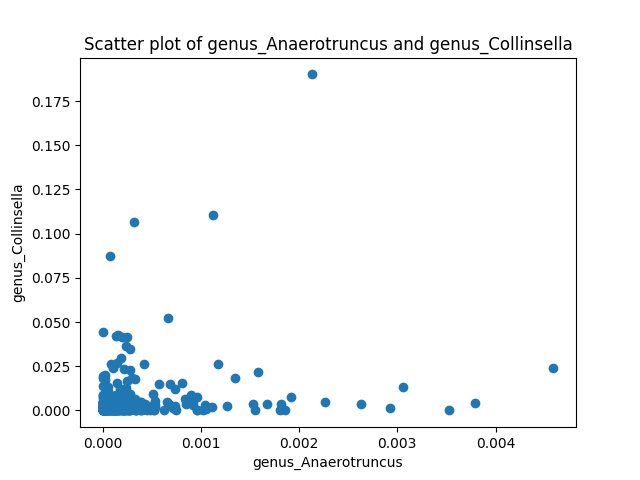 Scatter plot of genus_Anaerotruncus and genus_Collinsella
genus_Collinsella
0.175
0.150
0.125
0.100
0.075
0.050
0.025
0.000
0.000 0.001 0.002 0.003 0.004
genus_Anaerotruncus